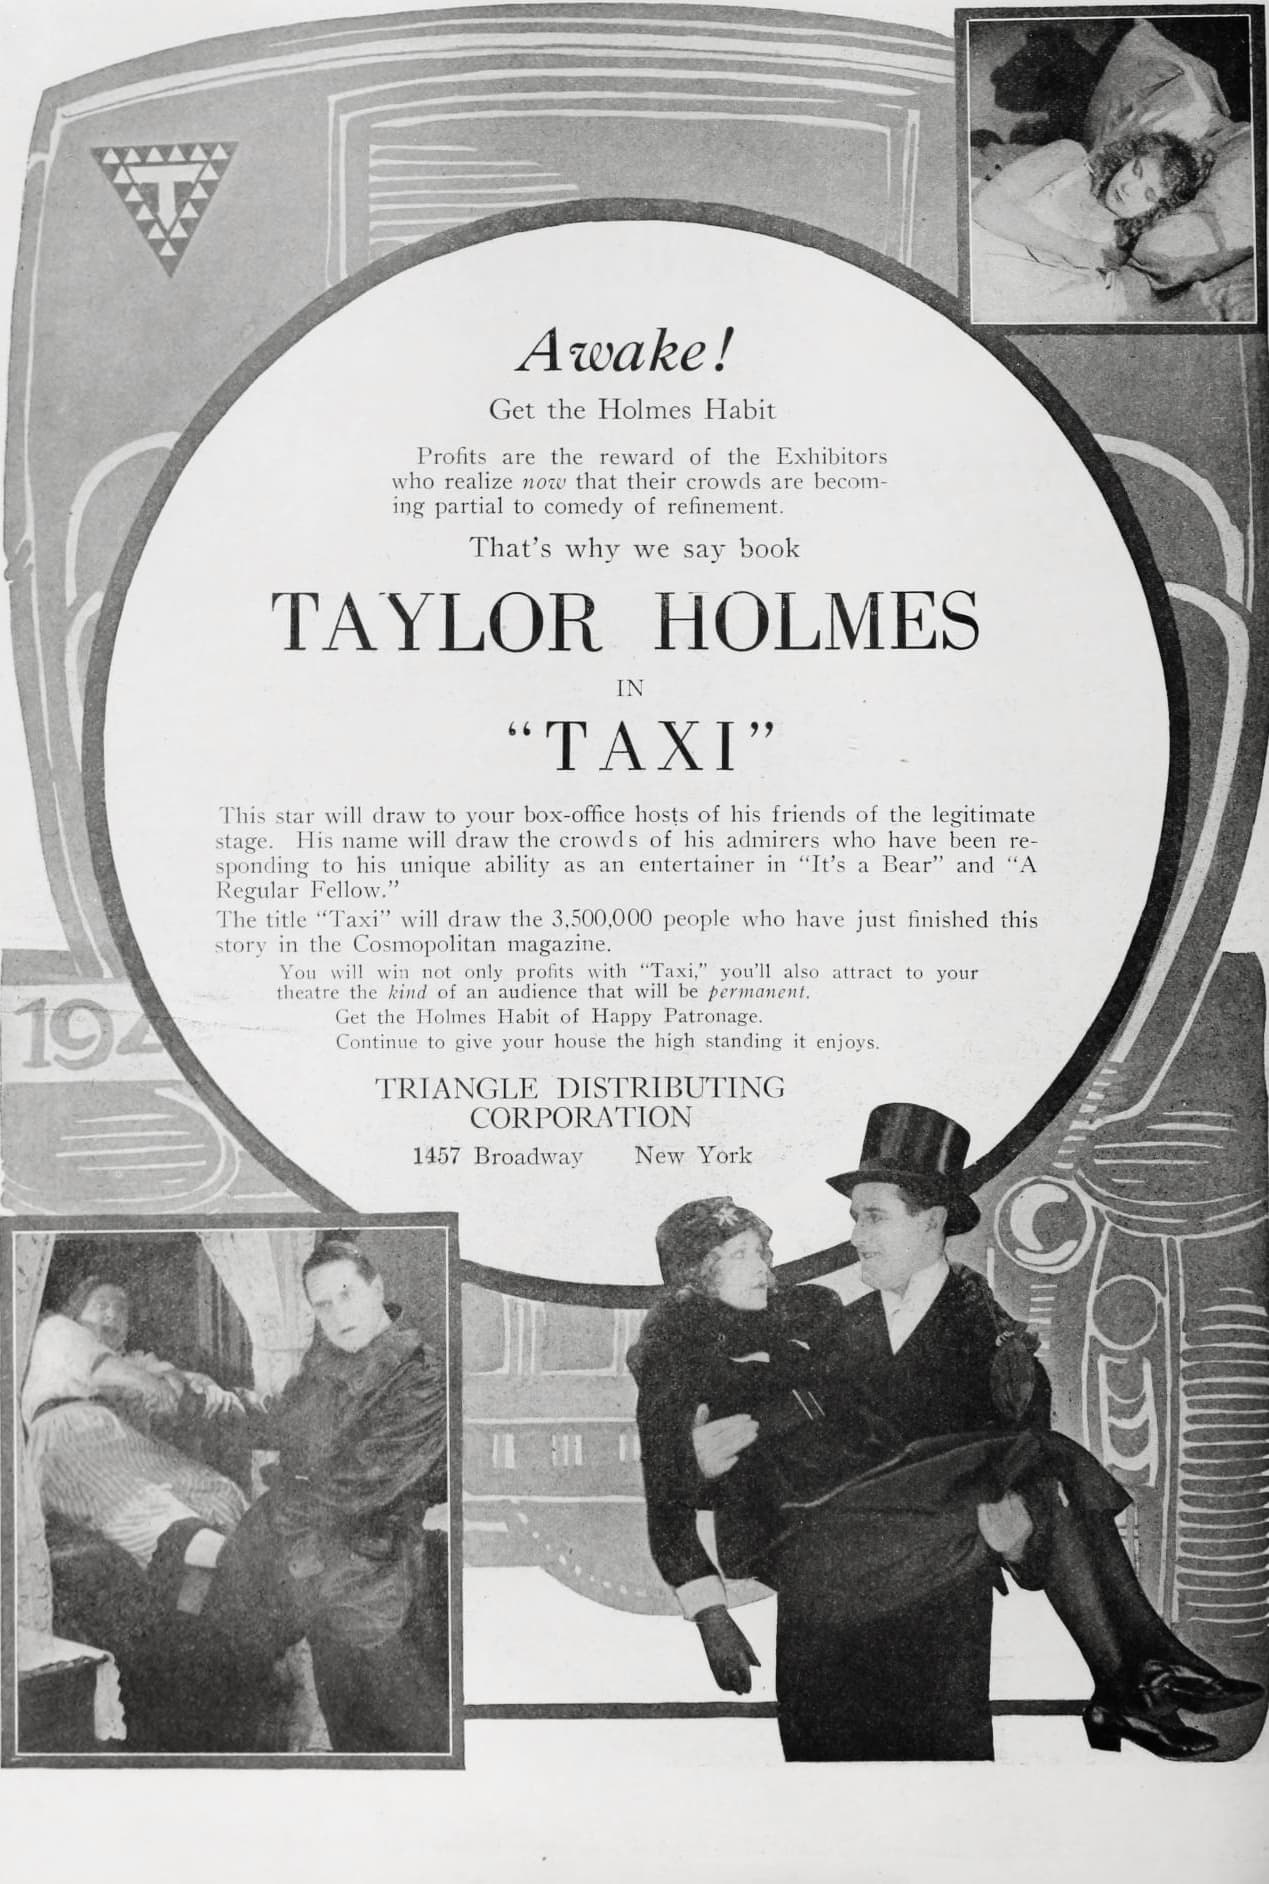 T
Awake!
Get the Holmes Habit
Profits are the reward of the Exhibitors
who realize now that their crowds are becom-
ing partial to comedy of refinement.
That's why we say book
TAYLOR HOLMES
IN
“TAXI”
This star will draw to your box-office hosts of his friends of the legitimate
stage. His name will draw the crowds of his admirers who have been re-
sponding to his unique ability as an entertainer in “It's a Bear” and “A
Regular Fellow.”
The title “Taxi” will draw the 3,500,000 people who have just finished this
story in the Cosmopolitan magazine.
You will win not only profits with “Taxi,” you'll also attract to your
theatre the kind of an audience that will be permanent.
Get the Holmes Habit of Happy Patronage.
Continue to give your house the high standing it enjoys.
194
TRIANGLE DISTRIBUTING
CORPORATION
1457 Broadway New York